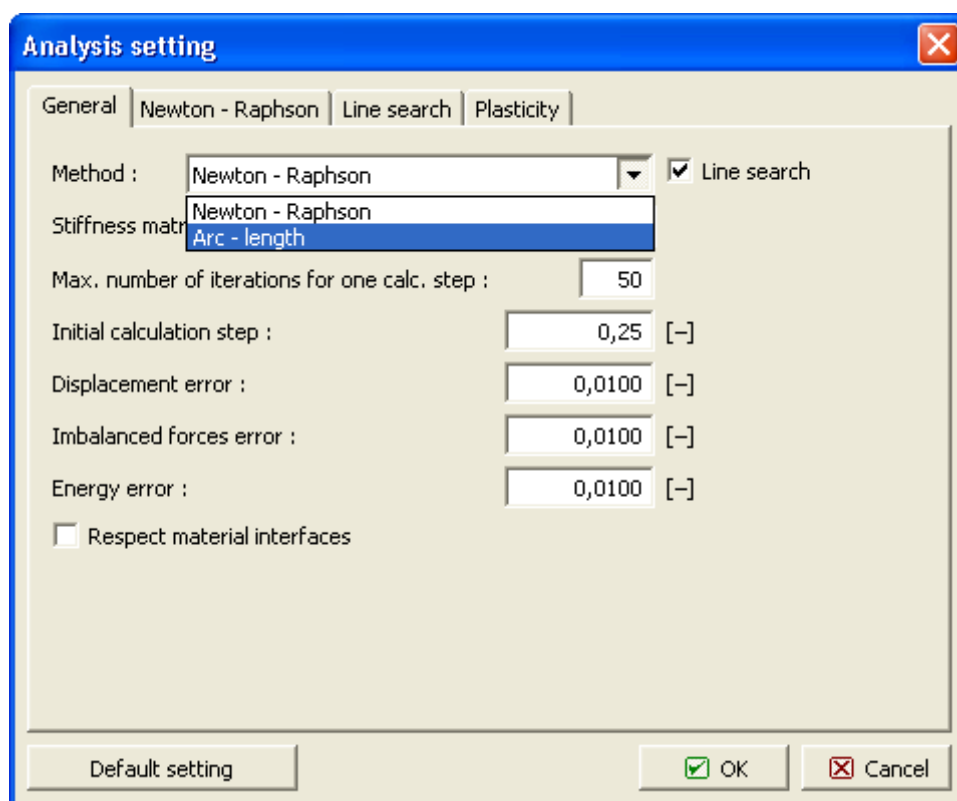 Analysis setting
General Newton - Raphson Line search Plasticity
Method : Newton - Raphson Line search
Newton - Raphson
Stiffness matr
Arc - length
Max. number of iterations for one calc. step : 50
Initial calculation step : 0,25 [–]
Displacement error : 0,0100 [–]
Imbalanced forces error : 0,0100 [–]
Energy error : 0,0100 [–]
Respect material interfaces
Default setting OK Cancel